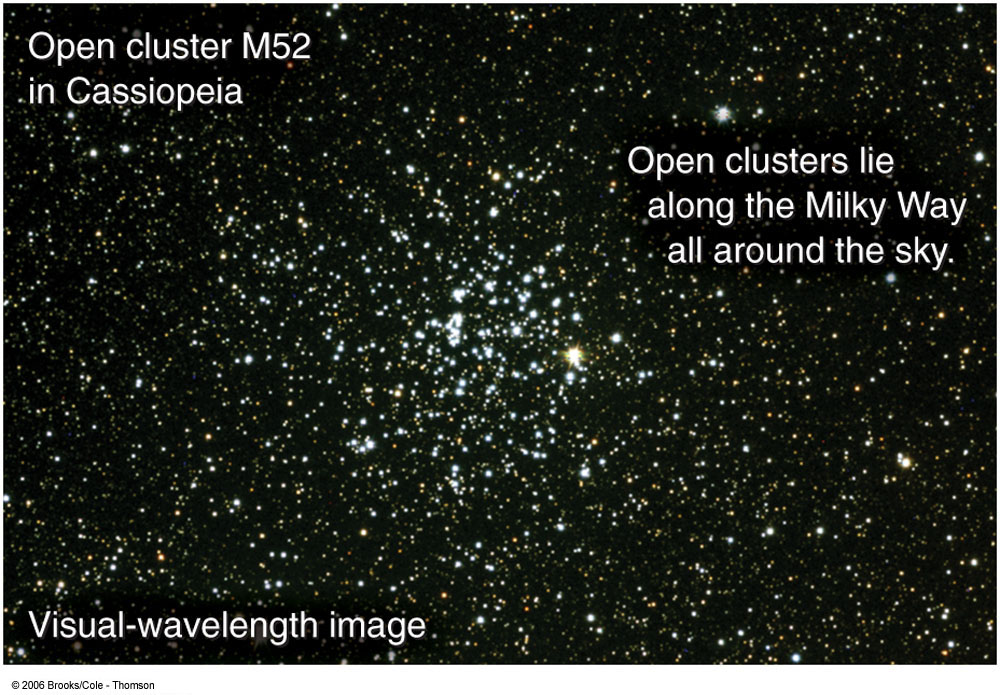 Open cluster M52
in Cassiopeia
Open clusters lie
along the Milky Way
all around the sky.
Visual-wavelength image
© 2006 Brooks/Cole - Thomson